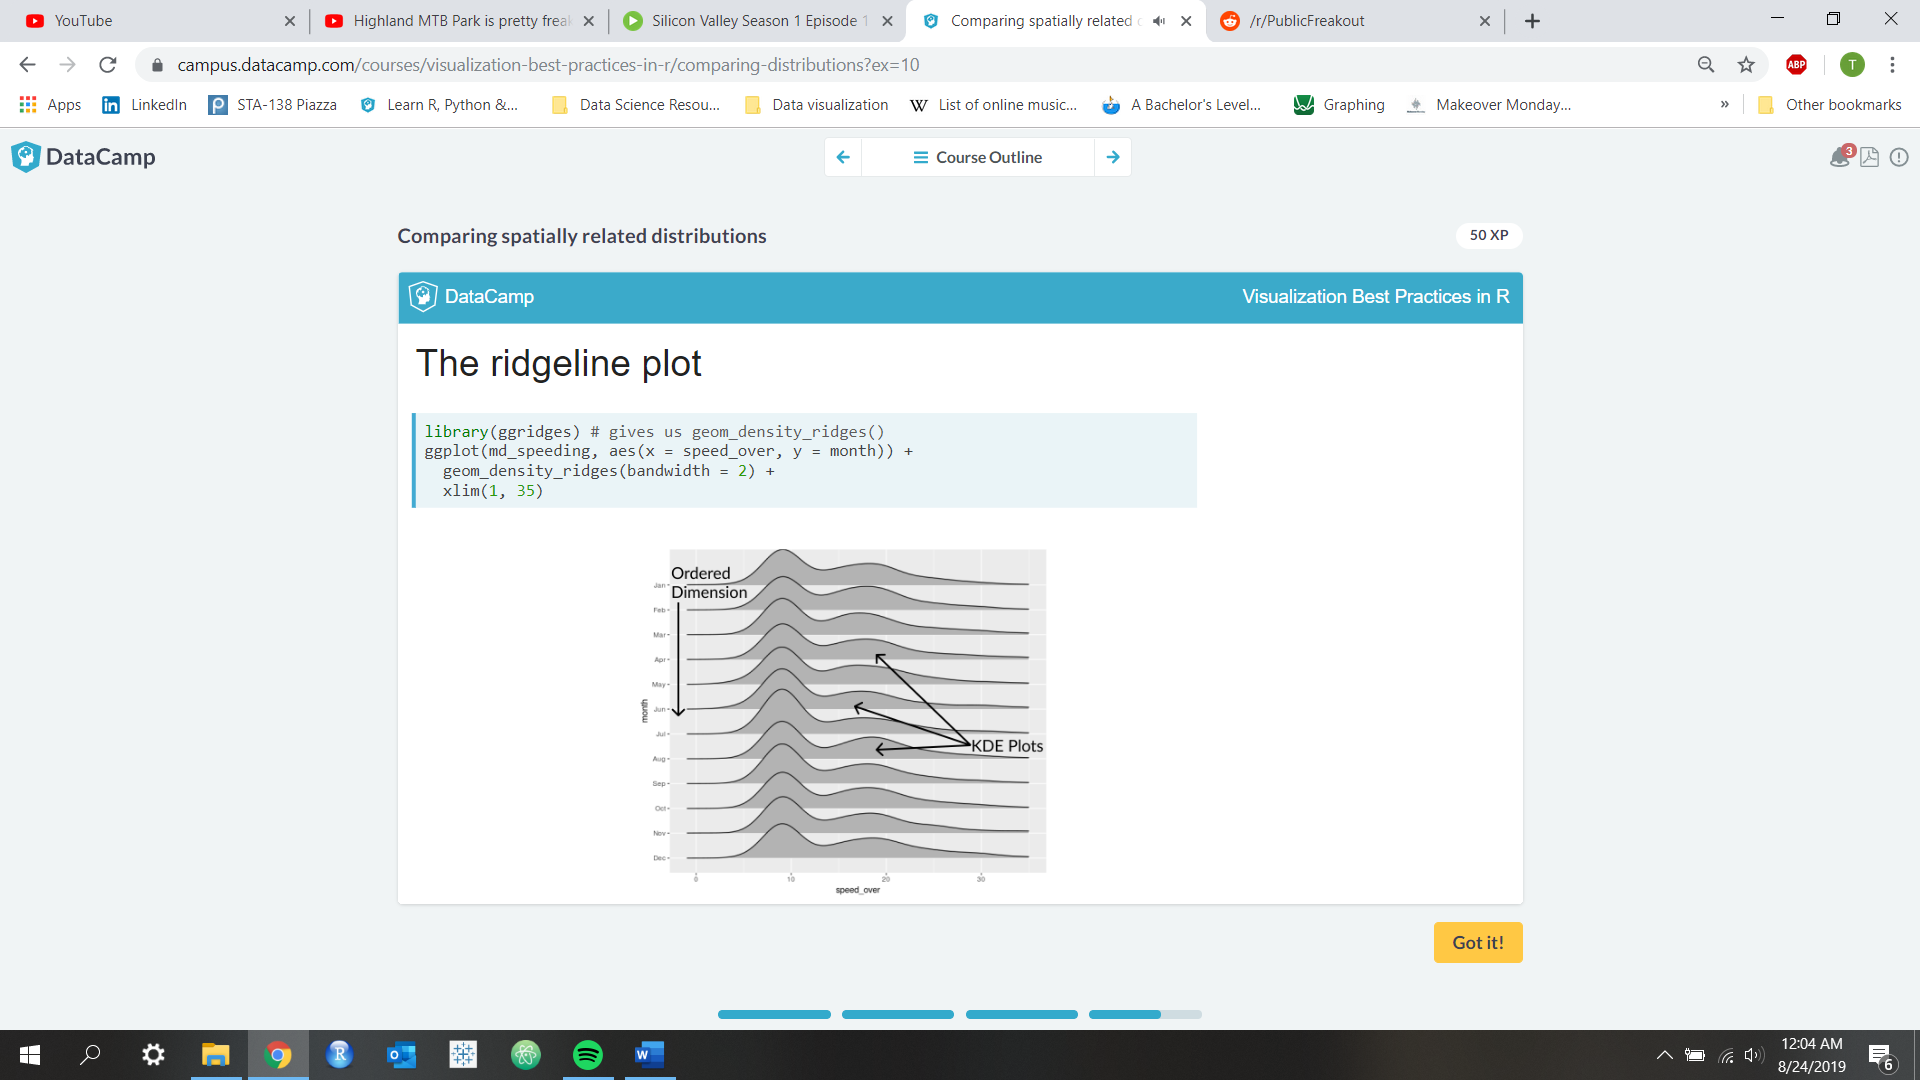 YouTube
Highland MTB Park is pretty freak
Silicon Valley Season 1 Episode 1
Comparing spatially related
/r/PublicFreakout
campus.datacamp.com/courses/visualization-best-practices-in-r/comparing-distributions?ex=10
ABP
T
Apps
LinkedIn
STA-138 Piazza
Learn R, Python &...
Data Science Resou...
Data visualization
W
List of online music...
A Bachelor's Level...
Graphing
Makeover Monday...
»
Other bookmarks
DataCamp
Course Outline
3
Comparing spatially related distributions
50 XP
DataCamp
Visualization Best Practices in R
The ridgeline plot
library(ggridges) # gives us geom_density_ridges()
ggplot(md_speeding, aes(x = speed_over, y = month)) +
geom_density_ridges(bandwidth = 2) +
xlim(1, 35)
Ordered
Dimension
KDE Plots
month
Jan
Feb
Mar
Apr
May
Jun
Jul
Aug
Sep
Oct
Nov
Dec
0 10 20 30
speed_over
Got it!
12:04 AM
8/24/2019
6